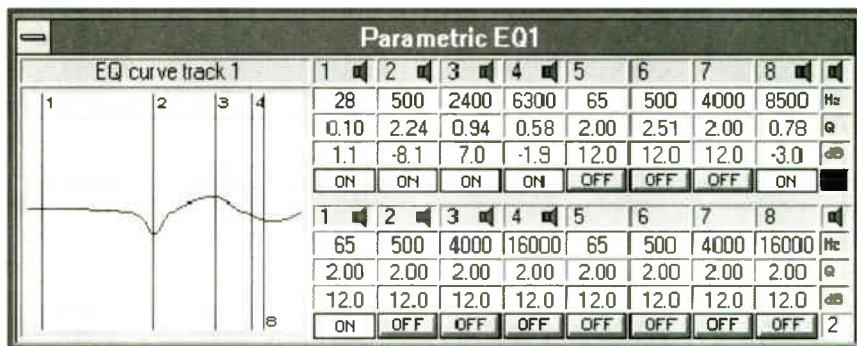 Parametric EQ1
EQ curve track 1
1 2 3 4 8
1 2 3 4 5 6 7 8
28 500 2400 6300 65 500 4000 8500 Hz
0.10 2.24 0.94 0.58 2.00 2.51 2.00 0.78 Q
1.1 -8.1 7.0 -1.9 12.0 12.0 12.0 -3.0 dB
ON ON ON ON OFF OFF OFF ON
1 2 3 4 5 6 7 8
65 500 4000 16000 65 500 4000 16000 Hz
2.00 2.00 2.00 2.00 2.00 2.00 2.00 2.00 Q
12.0 12.0 12.0 12.0 12.0 12.0 12.0 12.0 dB
ON OFF OFF OFF OFF OFF OFF OFF 2